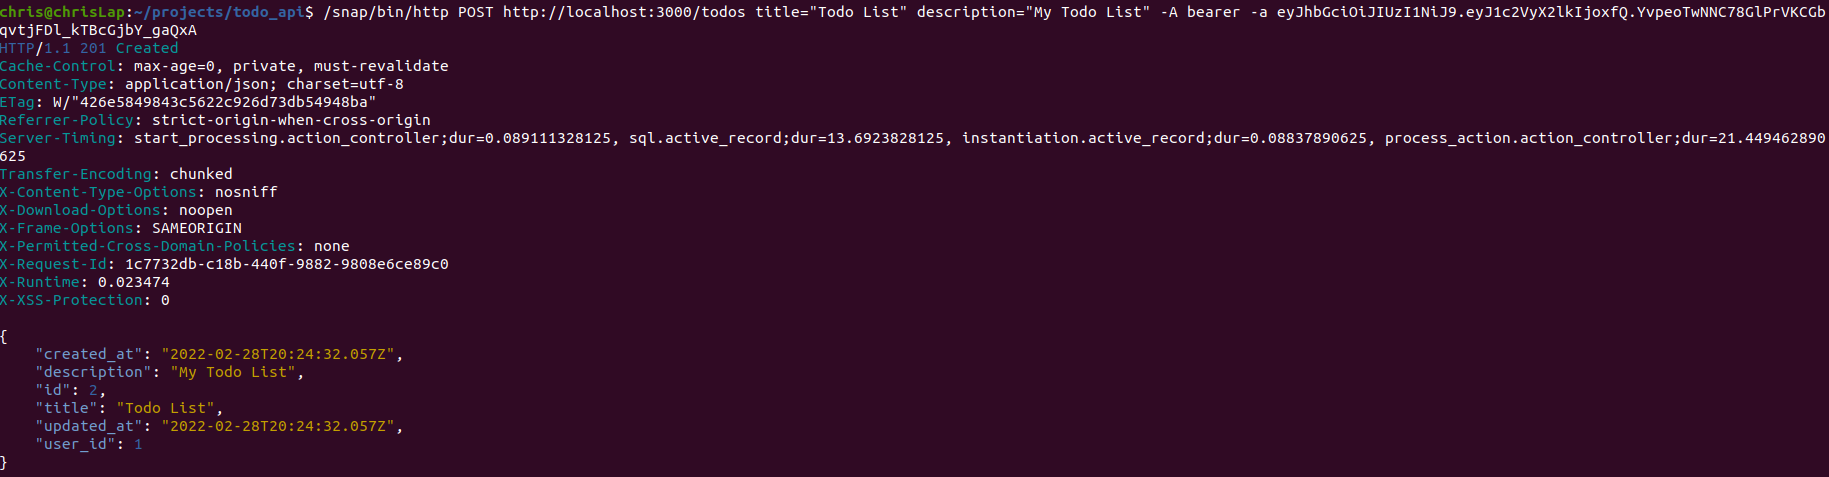 chris@chrisLap:~/projects/todo_api$ /snap/bin/http POST http://localhost:3000/todos title="Todo List" description="My Todo List" -A bearer -a eyJhbGciOiJIUzI1NiJ9.eyJ1c2VyX2lkIjoxfQ.YvpeoTwNNC78GlPrVKCGb
qvtjFDl_kTBcGjbY_gaQxA
HTTP/1.1 201 Created
Cache-Control: max-age=0, private, must-revalidate
Content-Type: application/json; charset=utf-8
ETag: W/"426e5849843c5622c926d73db54948ba"
Referrer-Policy: strict-origin-when-cross-origin
Server-Timing: start_processing.action_controller;dur=0.089111328125, sql.active_record;dur=13.6923828125, instantiation.active_record;dur=0.08837890625, process_action.action_controller;dur=21.449462890
625
Transfer-Encoding: chunked
X-Content-Type-Options: nosniff
X-Download-Options: noopen
X-Frame-Options: SAMEORIGIN
X-Permitted-Cross-Domain-Policies: none
X-Request-Id: 1c7732db-c18b-440f-9882-9808e6ce89c0
X-Runtime: 0.023474
X-XSS-Protection: 0
{
    "created_at": "2022-02-28T20:24:32.057Z",
    "description": "My Todo List",
    "id": 2,
    "title": "Todo List",
    "updated_at": "2022-02-28T20:24:32.057Z",
    "user_id": 1
}